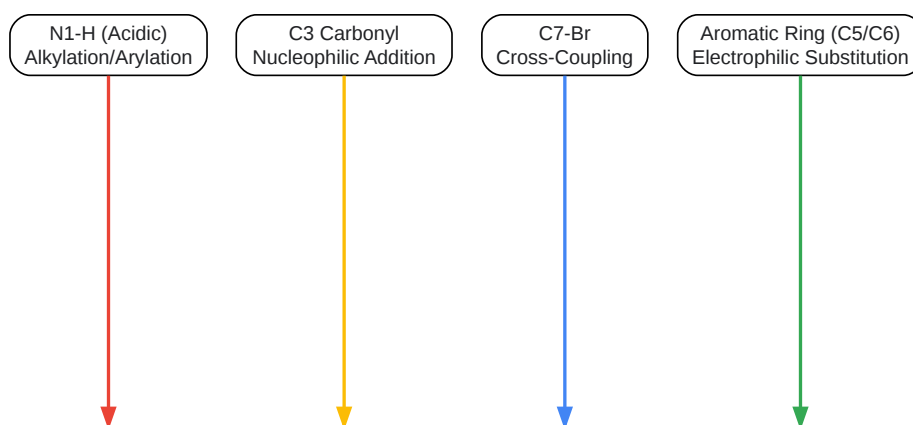 N1-H (Acidic)
Alkylation/Arylation
C3 Carbonyl
Nucleophilic Addition
C7-Br
Cross-Coupling
Aromatic Ring (C5/C6)
Electrophilic Substitution